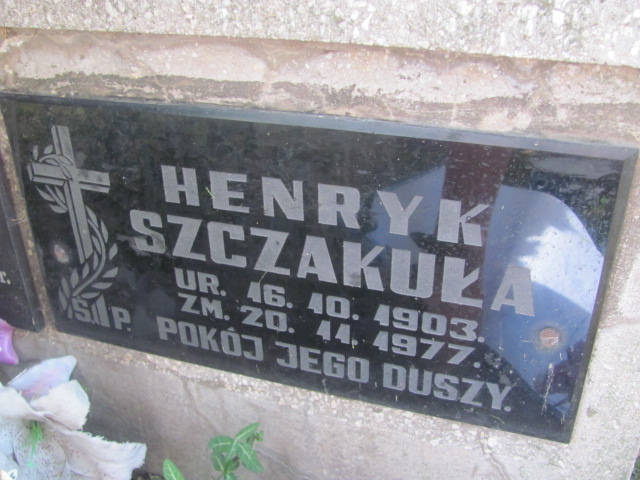 HENRYK
SZCZAKUŁA
UR. 16. 10. 1903.
ZM. 20. 11. 1977.
Ś P. POKÓJ JEGO DUSZY.
r.